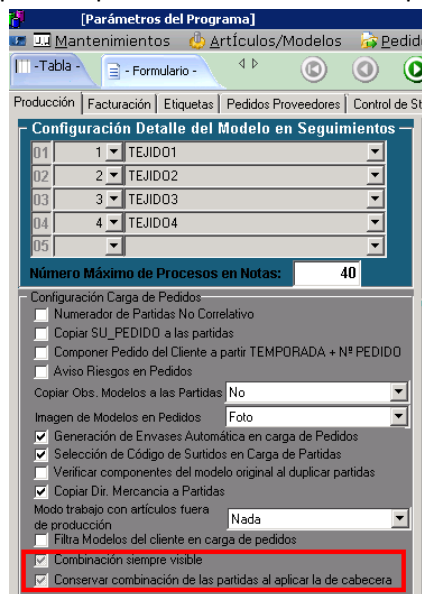 [Parámetros del Programa]
Mantenimientos Artículos/Modelos Pedid
-Tabla - - Formulario -
Producción Facturación Etiquetas Pedidos Proveedores Control de St
Configuración Detalle del Modelo en Seguimientos
01 1 TEJIDO1
02 2 TEJIDO2
03 3 TEJIDO3
04 4 TEJIDO4
05
Número Máximo de Procesos en Notas: 40
Configuración Carga de Pedidos
Numerador de Partidas No Correlativo
Copiar SU_PEDIDO a las partidas
Componer Pedido del Cliente a partir TEMPORADA + Nº PEDIDO
Aviso Riesgos en Pedidos
Copiar Obs. Modelos a las Partidas No
Imagen de Modelos en Pedidos Foto
Generación de Envases Automática en carga de Pedidos
Selección de Código de Surtidos en Carga de Partidas
Verificar componentes del modelo original al duplicar partidas
Copiar Dir. Mercancia a Partidas
Modo trabajo con artículos fuera
de producción Nada
Filtra Modelos del cliente en carga de pedidos
Combinación siempre visible
Conservar combinación de las partidas al aplicar la de cabecera